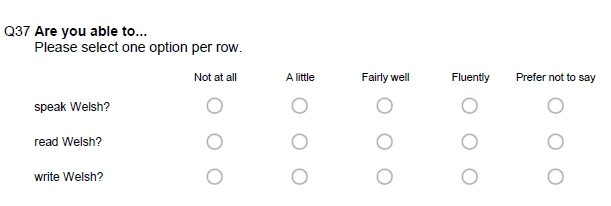 Q37 Are you able to...
Please select one option per row.
Not at all A little Fairly well Fluently Prefer not to say
speak Welsh?
read Welsh?
write Welsh?